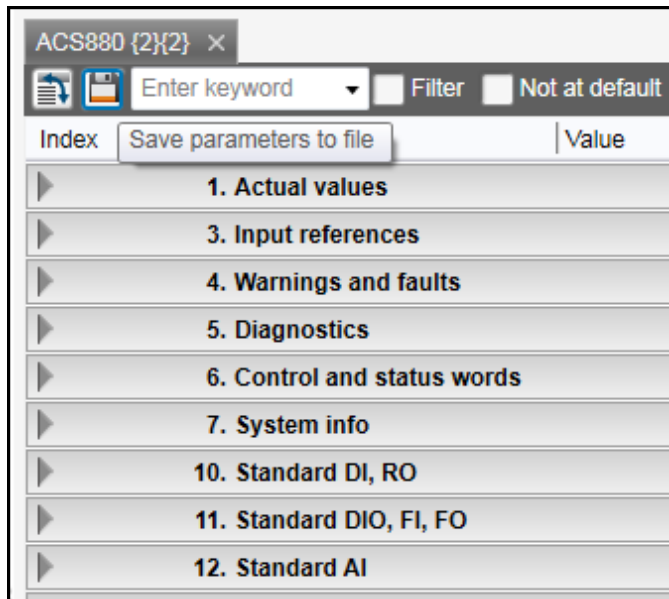 ACS880 {2}{2} ×
Enter keyword Filter Not at default
Index Save parameters to file Value
1. Actual values
3. Input references
4. Warnings and faults
5. Diagnostics
6. Control and status words
7. System info
10. Standard DI, RO
11. Standard DIO, FI, FO
12. Standard AI